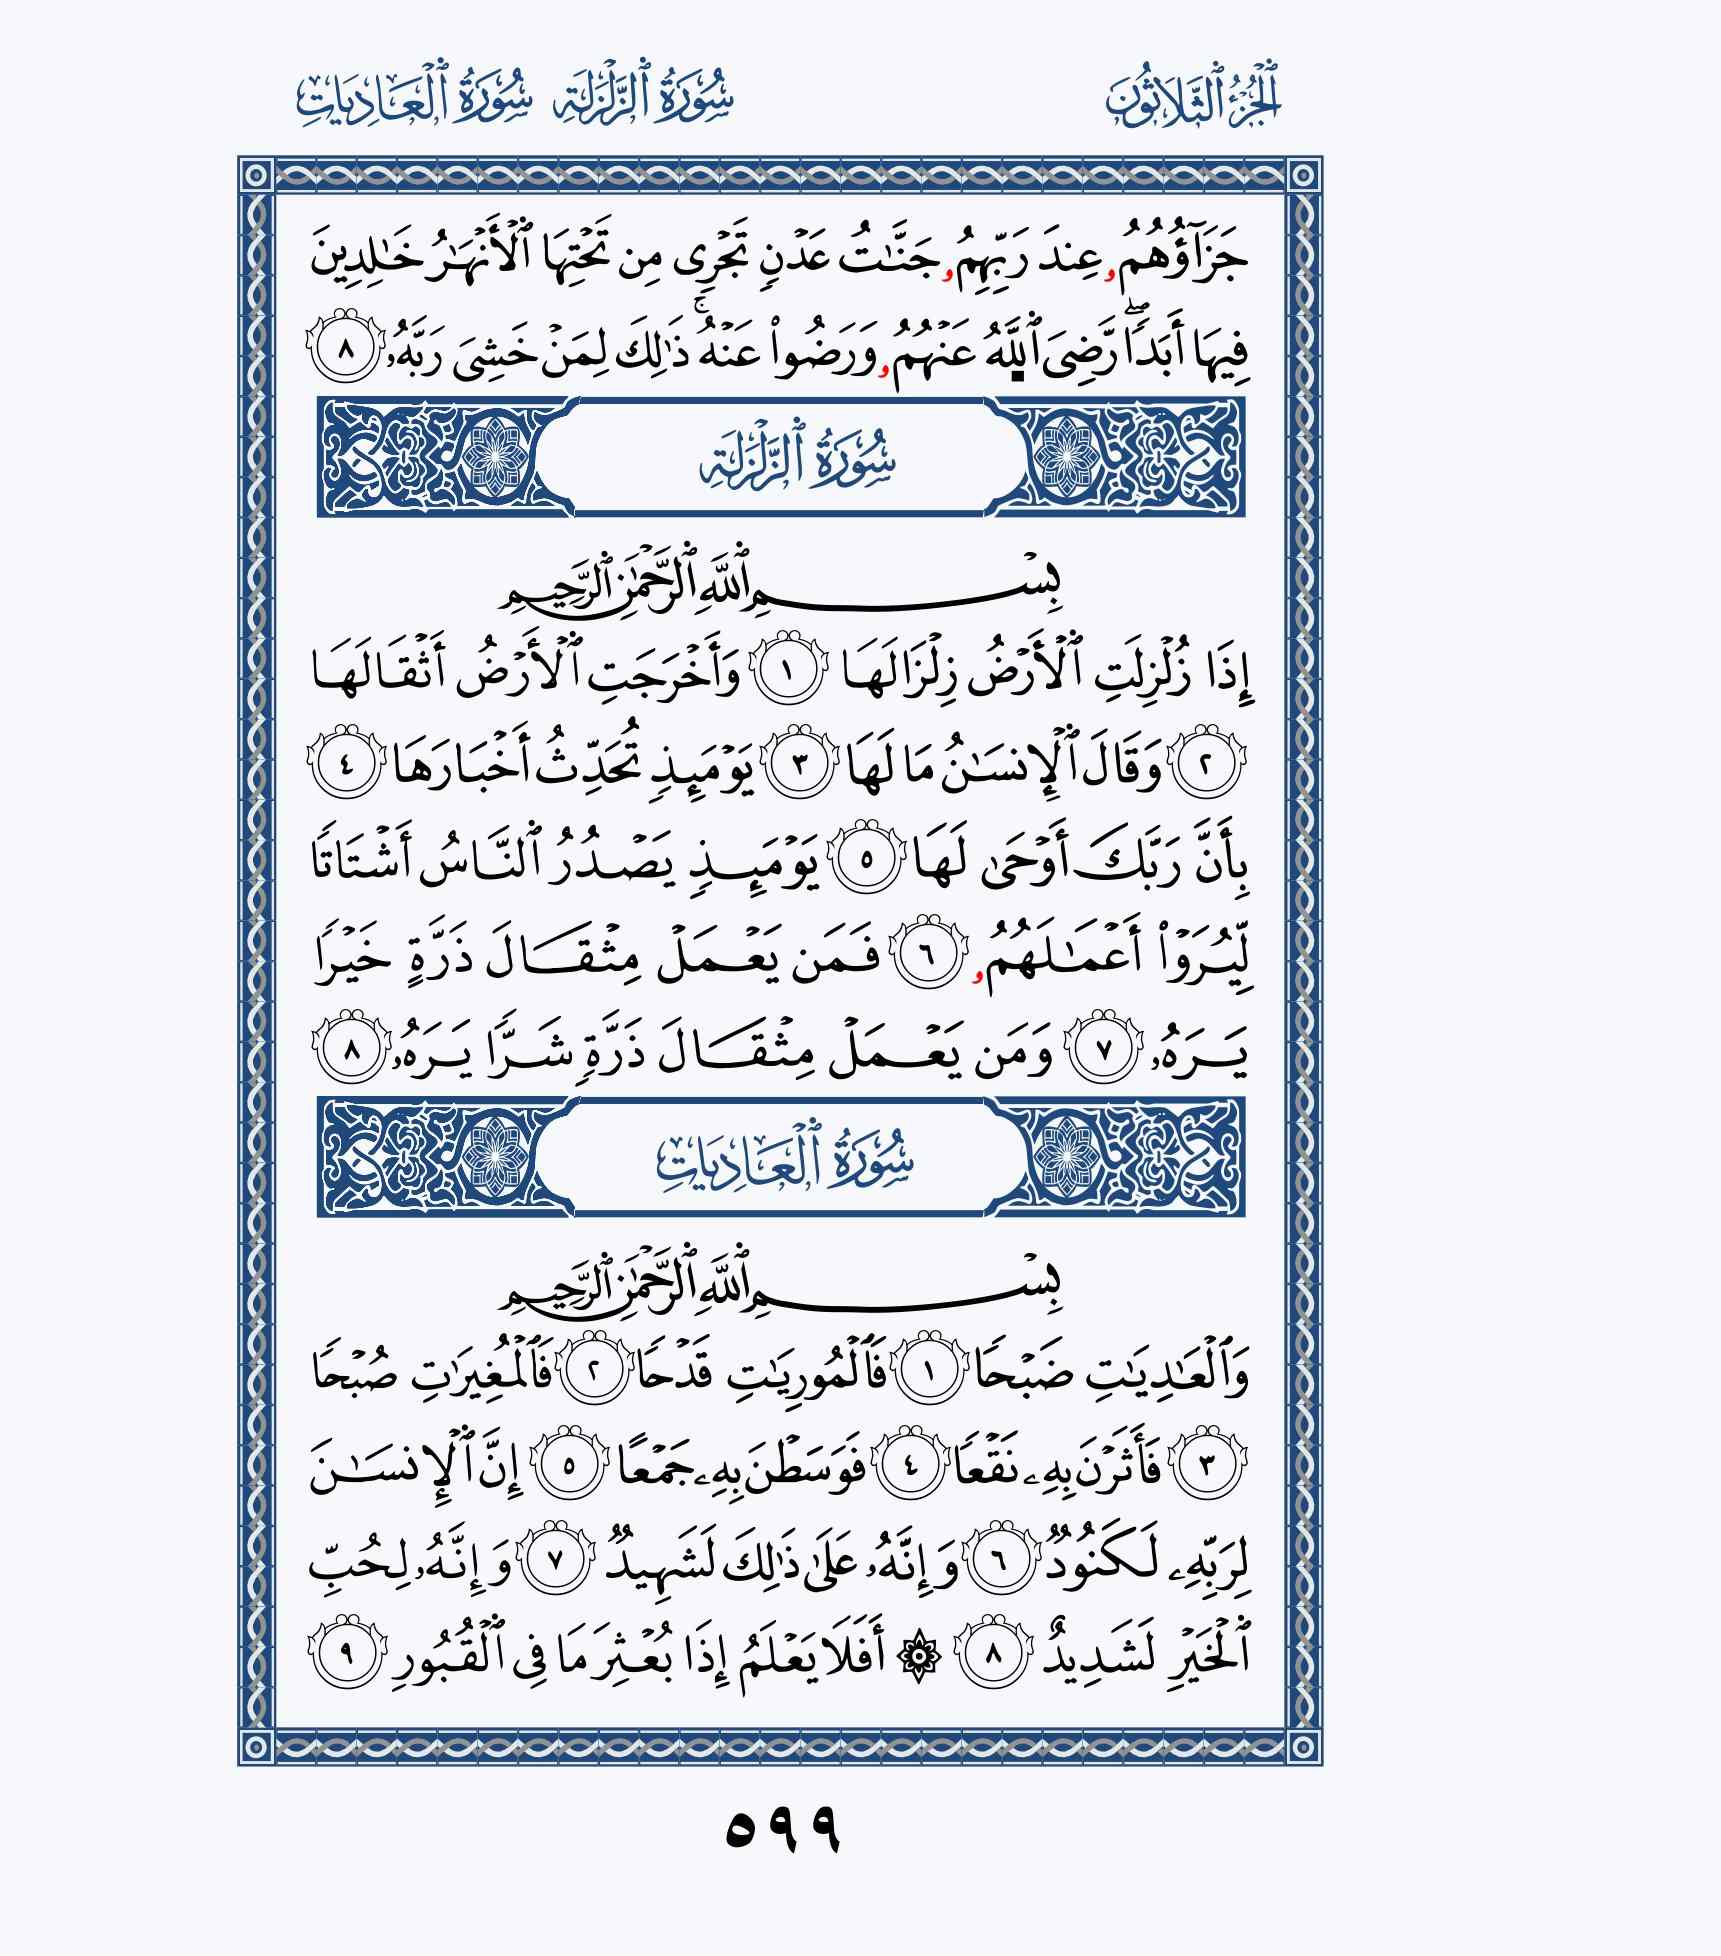 ٱلْجُزْءُ ٱلثَّلَاثُونَ سُورَةُ ٱلزَّلْزَلَةِ سُورَةُ ٱلْعَادِيَاتِ
جَزَآؤُهُمُۥ عِندَ رَبِّهِمُۥ جَنَّـٰتُ عَدْنٍ تَجْرِى مِن تَحْتِهَا ٱلْأَنْهَـٰرُ خَـٰلِدِينَ
فِيهَا أَبَدًاۖ رَّضِىَ ٱللَّهُ عَنْهُمُۥ وَرَضُوا۟ عَنْهُۚ ذَٰلِكَ لِمَنْ خَشِىَ رَبَّهُۥ ٨
سُورَةُ ٱلزَّلْزَلَةِ
بِسْمِ ٱللَّهِ ٱلرَّحْمَـٰنِ ٱلرَّحِيمِ
إِذَا زُلْزِلَتِ ٱلْأَرْضُ زِلْزَالَهَا ١ وَأَخْرَجَتِ ٱلْأَرْضُ أَثْقَالَهَا
٢ وَقَالَ ٱلْإِنسَـٰنُ مَا لَهَا ٣ يَوْمَئِذٍ تُحَدِّثُ أَخْبَارَهَا ٤
بِأَنَّ رَبَّكَ أَوْحَىٰ لَهَا ٥ يَوْمَئِذٍ يَصْدُرُ ٱلنَّاسُ أَشْتَاتًا
لِّيُرَوْا۟ أَعْمَـٰلَهُمُۥ ٦ فَمَن يَعْمَلْ مِثْقَالَ ذَرَّةٍ خَيْرًا
يَرَهُۥ ٧ وَمَن يَعْمَلْ مِثْقَالَ ذَرَّةٍ شَرًّا يَرَهُۥ ٨
سُورَةُ ٱلْعَادِيَاتِ
بِسْمِ ٱللَّهِ ٱلرَّحْمَـٰنِ ٱلرَّحِيمِ
وَٱلْعَـٰدِيَـٰتِ ضَبْحًا ١ فَٱلْمُورِيَـٰتِ قَدْحًا ٢ فَٱلْمُغِيرَٰتِ صُبْحًا
٣ فَأَثَرْنَ بِهِۦ نَقْعًا ٤ فَوَسَطْنَ بِهِۦ جَمْعًا ٥ إِنَّ ٱلْإِنسَـٰنَ
لِرَبِّهِۦ لَكَنُودٌ ٦ وَإِنَّهُۥ عَلَىٰ ذَٰلِكَ لَشَهِيدٌ ٧ وَإِنَّهُۥ لِحُبِّ
ٱلْخَيْرِ لَشَدِيدٌ ٨ ۞ أَفَلَا يَعْلَمُ إِذَا بُعْثِرَ مَا فِى ٱلْقُبُورِ ٩
٥٩٩